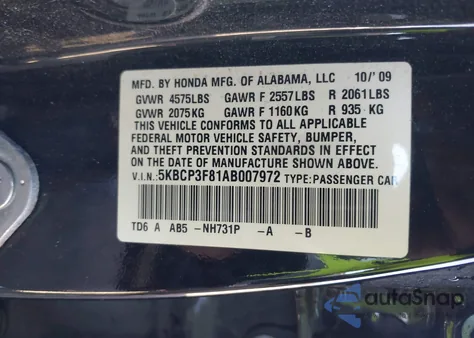 MFD. BY HONDA MFG. OF ALABAMA, LLC 10/'09
GVWR 4575LBS GAWR F 2557LBS R 2061LBS
GVWR 2075KG GAWR F 1160KG R 935 KG
THIS VEHICLE CONFORMS TO ALL APPLICABLE
FEDERAL MOTOR VEHICLE SAFETY, BUMPER,
AND THEFT PREVENTION STANDARDS IN EFFECT
ON THE DATE OF MANUFACTURE SHOWN ABOVE.
V.I.N.: 5KBCP3F81AB007972 TYPE: PASSENGER CAR
TD6 A AB5 -NH731P -A -B
autoSnap